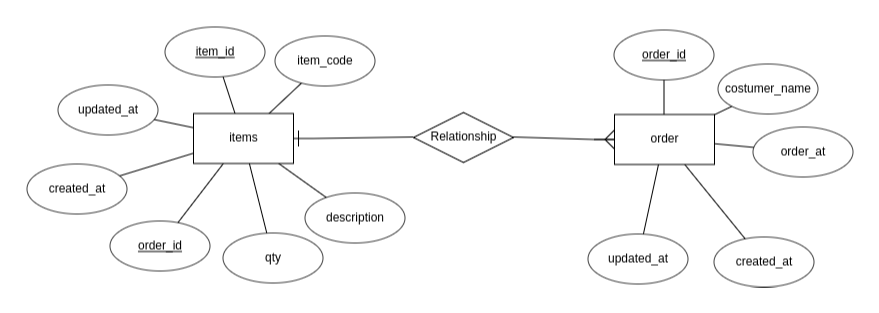 item_id
item_code
updated_at
items
created_at
order_id
qty
description
Relationship
order_id
costumer_name
order
order_at
updated_at
created_at